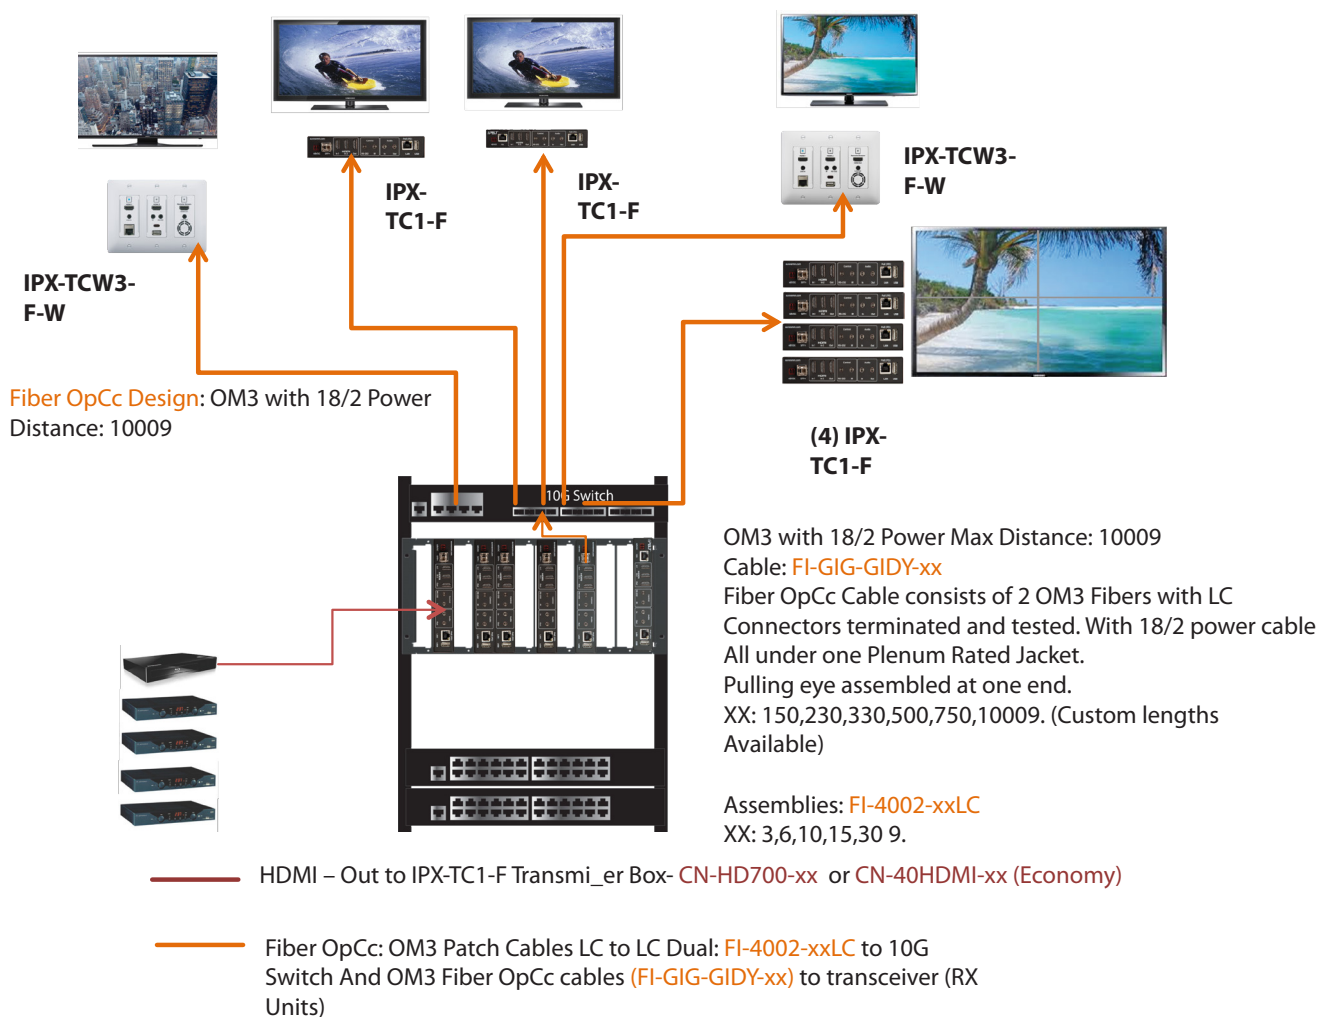 IPX-
TC1-F
IPX-
TC1-F
IPX-TCW3-
F-W
IPX-TCW3-
F-W
Fiber OpCc Design: OM3 with 18/2 Power
Distance: 10009
(4) IPX-
TC1-F
10G Switch
OM3 with 18/2 Power Max Distance: 10009
Cable: FI-GIG-GIDY-xx
Fiber OpCc Cable consists of 2 OM3 Fibers with LC
Connectors terminated and tested. With 18/2 power cable
All under one Plenum Rated Jacket.
Pulling eye assembled at one end.
XX: 150,230,330,500,750,10009. (Custom lengths
Available)
Assemblies: FI-4002-xxLC
XX: 3,6,10,15,30 9.
HDMI – Out to IPX-TC1-F Transmi_er Box- CN-HD700-xx or CN-40HDMI-xx (Economy)
Fiber OpCc: OM3 Patch Cables LC to LC Dual: FI-4002-xxLC to 10G
Switch And OM3 Fiber OpCc cables (FI-GIG-GIDY-xx) to transceiver (RX
Units)